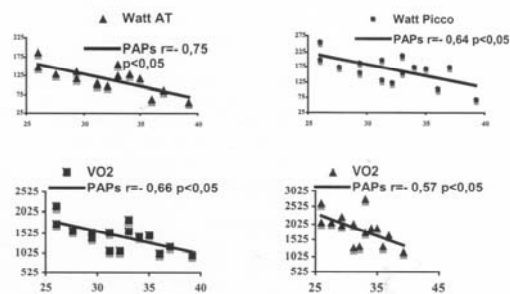 Watt AT
PAPs r=- 0,75
p<0,05
225
175
125
75
25
25 30 35 40
Watt Picco
PAPs r=- 0,64 p<0,05
225
175
125
75
25
25 30 35 40
VO2
PAPs r=- 0,66 p<0,05
2525
2025
1525
1025
525
25 30 35 40
VO2
PAPs r=- 0,57 p<0,05
3025
2525
2025
1525
1025
525
25 35 45